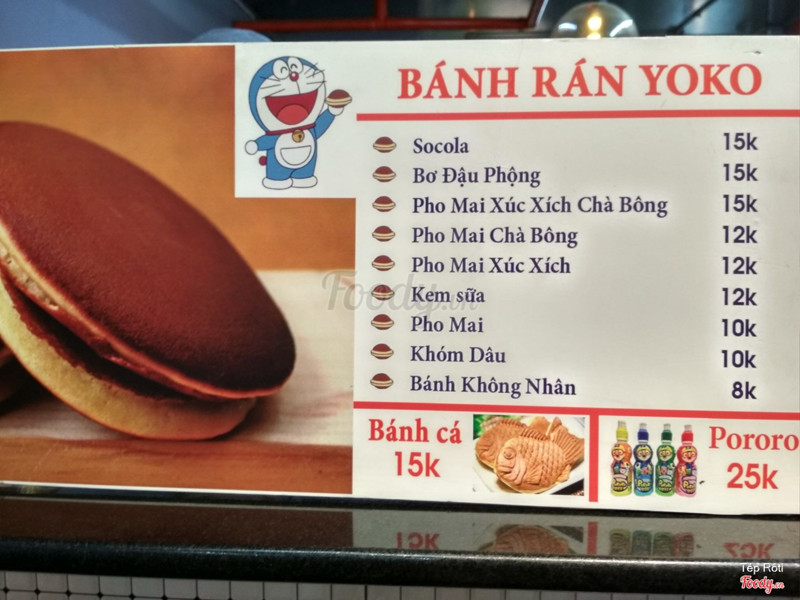 BÁNH RÁN YOKO
Socola 15k
Bơ Đậu Phộng 15k
Pho Mai Xúc Xích Chà Bông 15k
Pho Mai Chà Bông 12k
Pho Mai Xúc Xích 12k
Kem sữa 12k
Pho Mai 10k
Khóm Dâu 10k
Bánh Không Nhân 8k
Bánh cá
15k
Pororo
25k
Foody.vn
Tép Rốti
Foody.vn